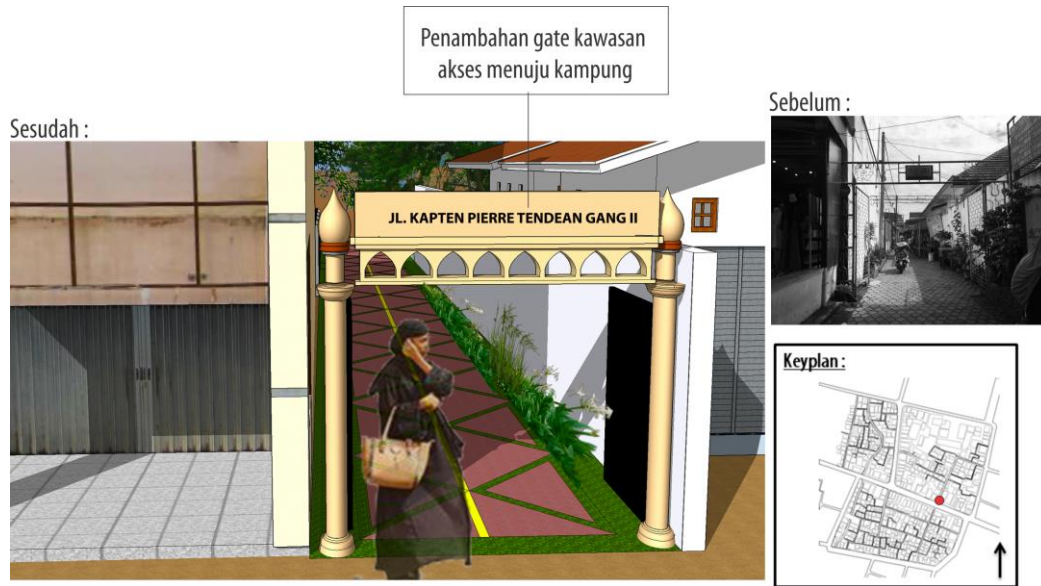 Penambahan gate kawasan
akses menuju kampung
Sesudah :
Sebelum :
JL. KAPTEN PIERRE TENDEAN GANG II
Keyplan :